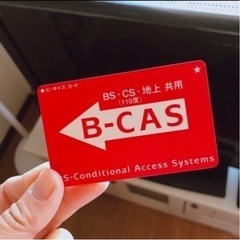 ●ビーキャス カード
★
BS・CS・地上 共用
(110度)
B-CAS
S-Conditional Access Systems